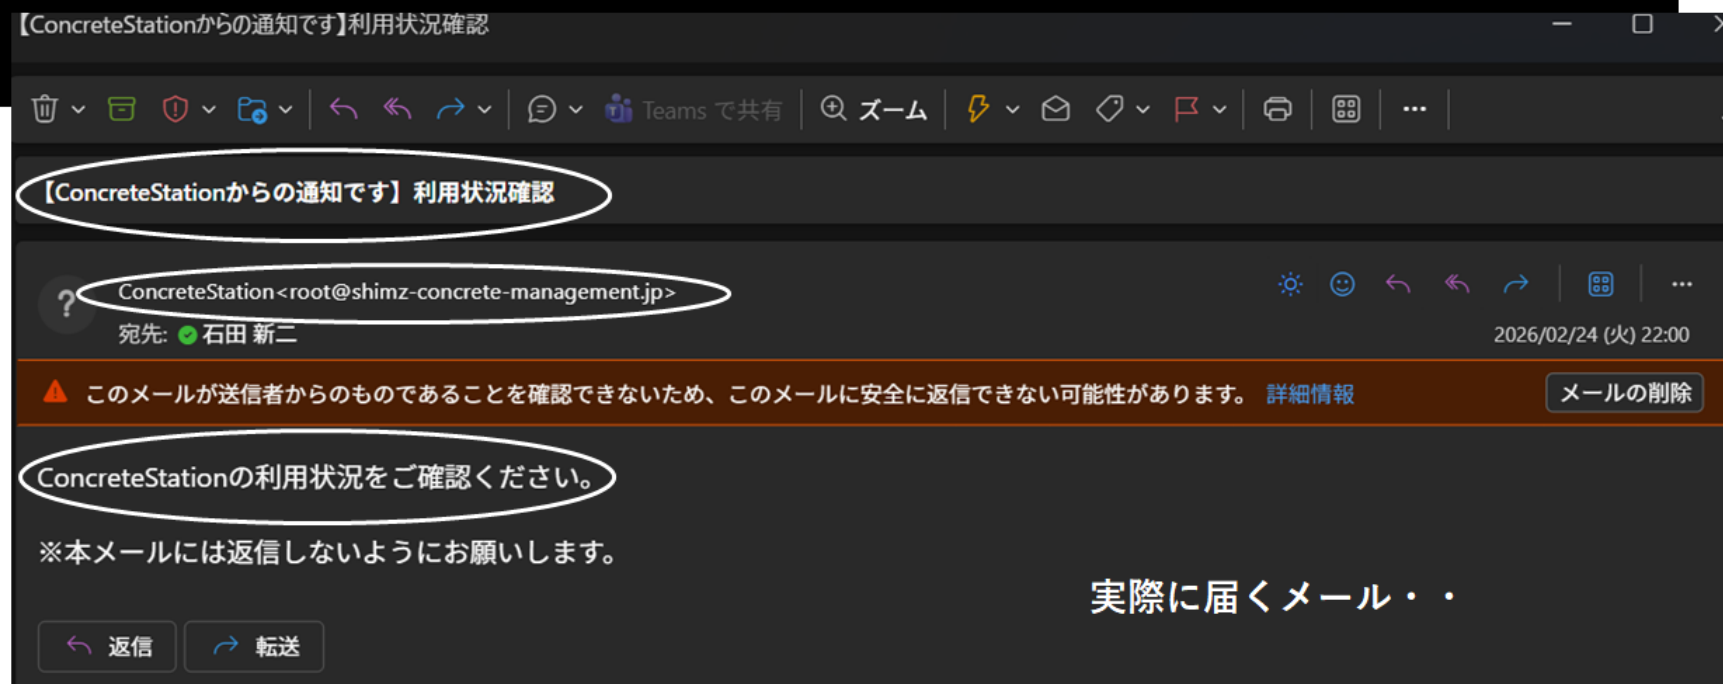 【ConcreteStationからの通知です】利用状況確認
Teams で共有
ズーム
【ConcreteStationからの通知です】利用状況確認
?
ConcreteStation<root@shimz-concrete-management.jp>
宛先: 石田 新二
2026/02/24 (火) 22:00
このメールが送信者からのものであることを確認できないため、このメールに安全に返信できない可能性があります。 詳細情報
メールの削除
ConcreteStationの利用状況をご確認ください。
※本メールには返信しないようにお願いします。
実際に届くメール・・
返信
転送